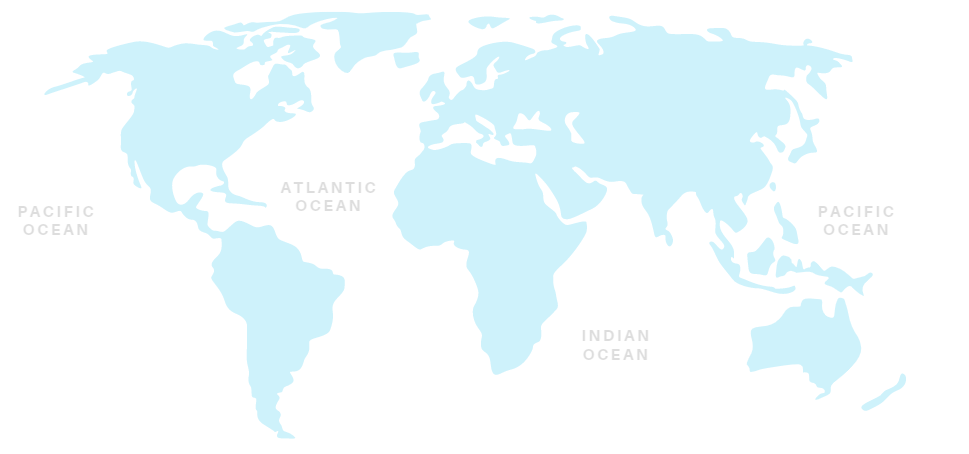 ATLANTIC
OCEAN
PACIFIC
OCEAN
PACIFIC
OCEAN
INDIAN
OCEAN